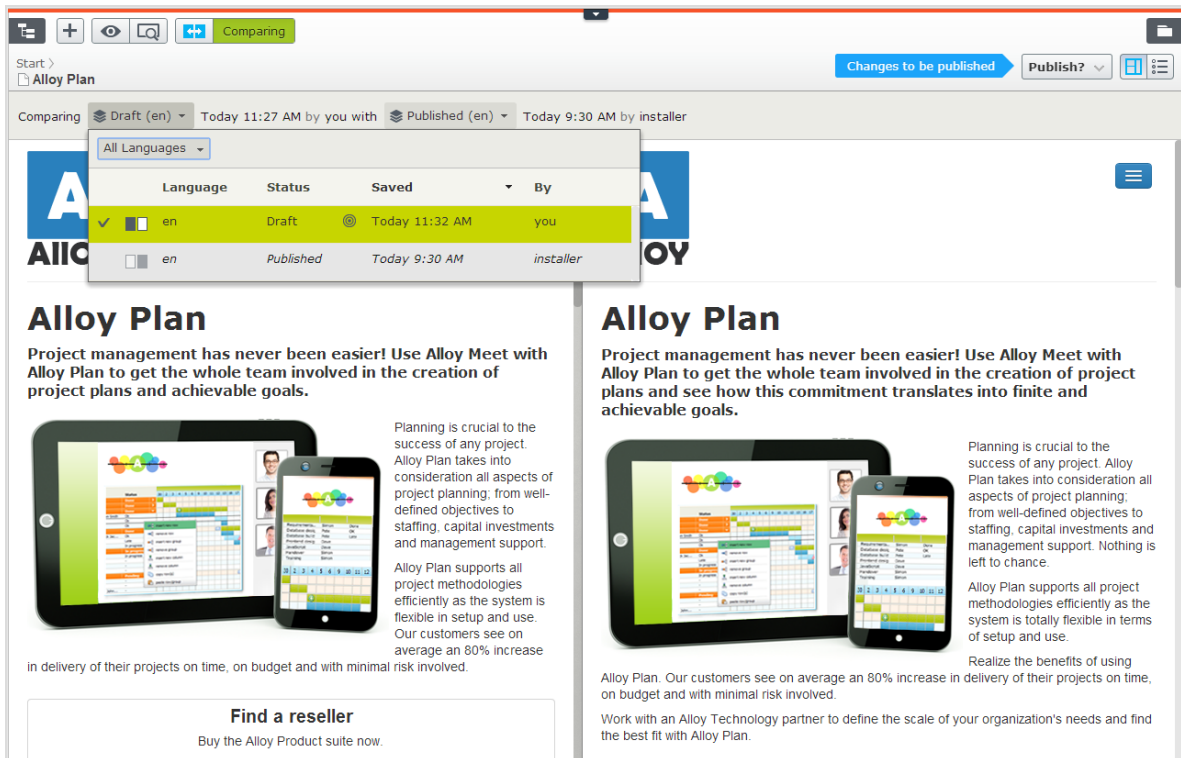 Comparing
Start >
Alloy Plan
Changes to be published
Publish?
Comparing Draft (en) Today 11:27 AM by you with Published (en) Today 9:30 AM by installer
All Languages
Language Status Saved By
en Draft Today 11:32 AM you
en Published Today 9:30 AM installer
Alloy Plan
Project management has never been easier! Use Alloy Meet with
Alloy Plan to get the whole team involved in the creation of
project plans and achievable goals.
Planning is crucial to the
success of any project.
Alloy Plan takes into
consideration all aspects of
project planning; from well-
defined objectives to
staffing, capital investments
and management support.
Alloy Plan supports all
project methodologies
efficiently as the system is
flexible in setup and use.
Our customers see on
average an 80% increase
in delivery of their projects on time, on budget and with minimal risk involved.
Find a reseller
Buy the Alloy Product suite now.
Alloy Plan
Project management has never been easier! Use Alloy Meet with
Alloy Plan to get the whole team involved in the creation of project
plans and see how this commitment translates into finite and
achievable goals.
Planning is crucial to the
success of any project. Alloy
Plan takes into consideration all
aspects of project planning;
from well-defined objectives to
staffing, capital investments and
management support. Nothing is
left to chance.
Alloy Plan supports all project
methodologies efficiently as the
system is totally flexible in terms
of setup and use.
Realize the benefits of using
Alloy Plan. Our customers see on average an 80% increase in delivery of their projects on time,
on budget and with minimal risk involved.
Work with an Alloy Technology partner to define the scale of your organization's needs and find
the best fit with Alloy Plan.